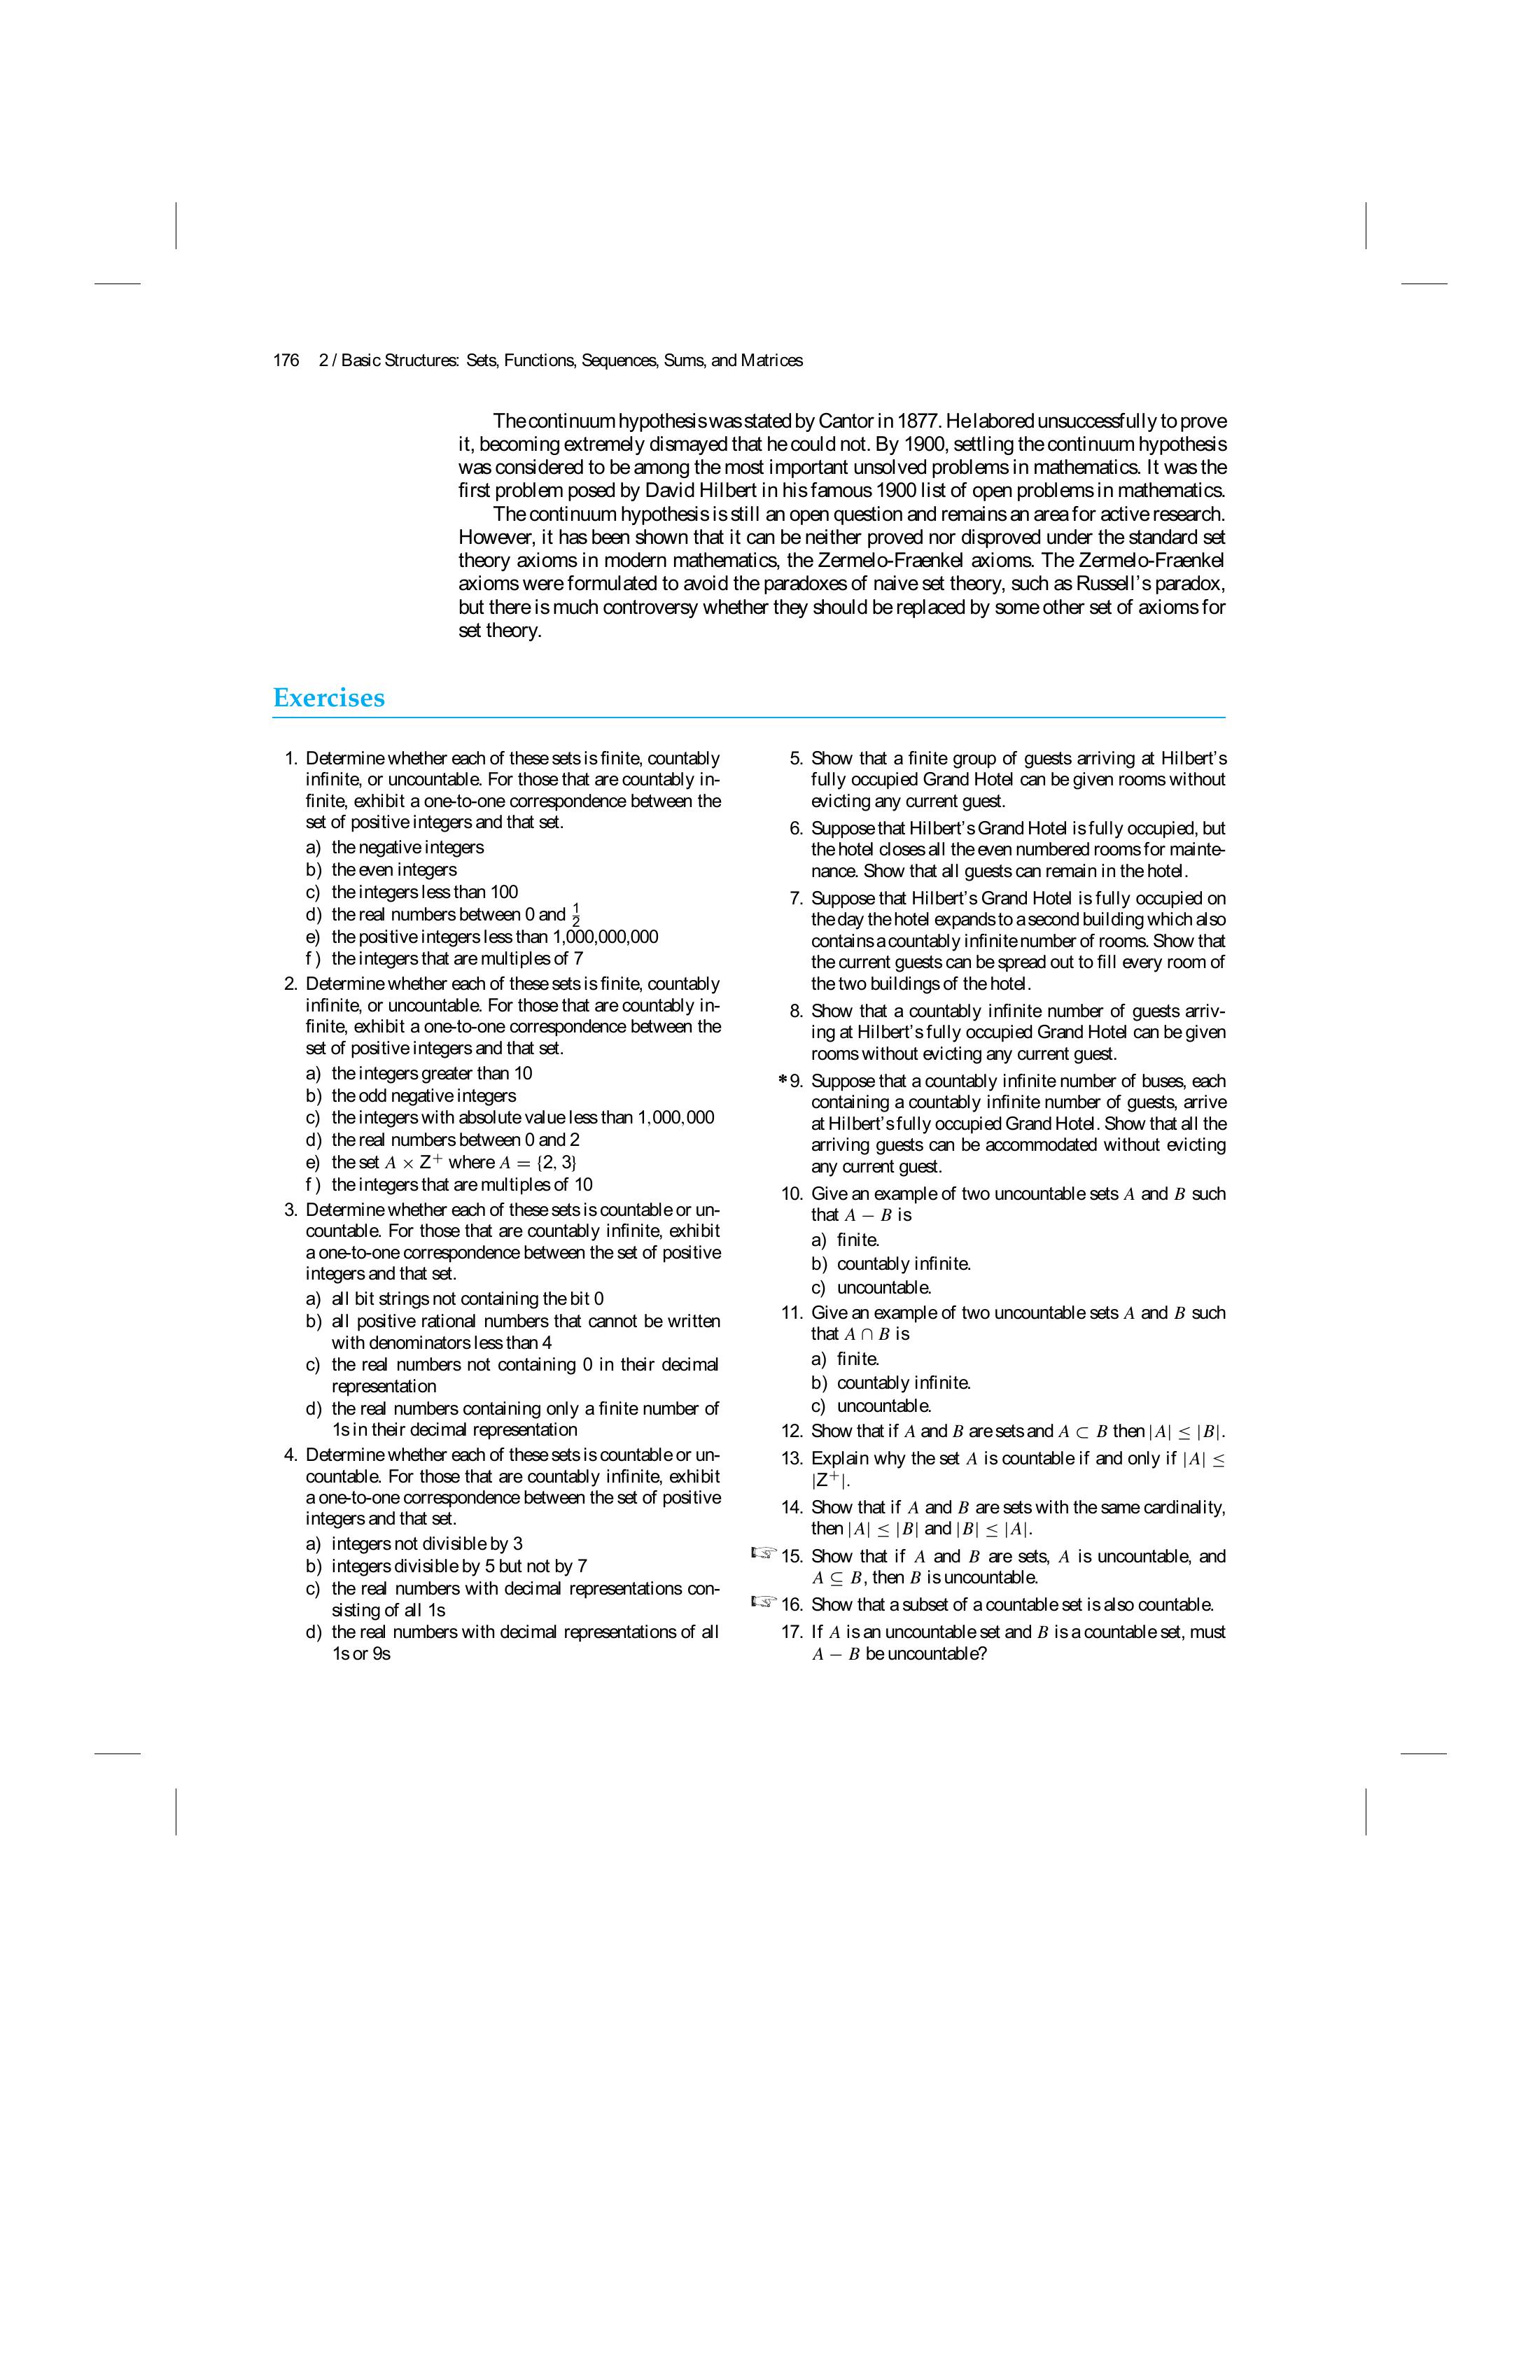 176 2 / Basic Structures: Sets, Functions, Sequences, Sums, and Matrices
The continuum hypothesis was stated by Cantor in 1877. He labored unsuccessfully to prove
it, becoming extremely dismayed that he could not. By 1900, settling the continuum hypothesis
was considered to be among the most important unsolved problems in mathematics. It was the
first problem posed by David Hilbert in his famous 1900 list of open problems in mathematics.
The continuum hypothesis is still an open question and remains an area for active research.
However, it has been shown that it can be neither proved nor disproved under the standard set
theory axioms in modern mathematics, the Zermelo-Fraenkel axioms. The Zermelo-Fraenkel
axioms were formulated to avoid the paradoxes of naive set theory, such as Russell's paradox,
but there is much controversy whether they should be replaced by some other set of axioms for
set theory.
Exercises
1. Determine whether each of these sets is finite, countably
infinite, or uncountable. For those that are countably in-
finite, exhibit a one-to-one correspondence between the
set of positive integers and that set.
a) the negative integers
b) the even integers
c) the integers less than 100
d) the real numbers between 0 and 1/2
e) the positive integers less than 1,000,000,000
f ) the integers that are multiples of 7
2. Determine whether each of these sets is finite, countably
infinite, or uncountable. For those that are countably in-
finite, exhibit a one-to-one correspondence between the
set of positive integers and that set.
a) the integers greater than 10
b) the odd negative integers
c) the integers with absolute value less than 1,000,000
d) the real numbers between 0 and 2
e) the set A × Z⁺ where A = {2, 3}
f ) the integers that are multiples of 10
3. Determine whether each of these sets is countable or un-
countable. For those that are countably infinite, exhibit
a one-to-one correspondence between the set of positive
integers and that set.
a) all bit strings not containing the bit 0
b) all positive rational numbers that cannot be written
with denominators less than 4
c) the real numbers not containing 0 in their decimal
representation
d) the real numbers containing only a finite number of
1s in their decimal representation
4. Determine whether each of these sets is countable or un-
countable. For those that are countably infinite, exhibit
a one-to-one correspondence between the set of positive
integers and that set.
a) integers not divisible by 3
b) integers divisible by 5 but not by 7
c) the real numbers with decimal representations con-
sisting of all 1s
d) the real numbers with decimal representations of all
1s or 9s
5. Show that a finite group of guests arriving at Hilbert's
fully occupied Grand Hotel can be given rooms without
evicting any current guest.
6. Suppose that Hilbert's Grand Hotel is fully occupied, but
the hotel closes all the even numbered rooms for mainte-
nance. Show that all guests can remain in the hotel.
7. Suppose that Hilbert's Grand Hotel is fully occupied on
the day the hotel expands to a second building which also
contains a countably infinite number of rooms. Show that
the current guests can be spread out to fill every room of
the two buildings of the hotel.
8. Show that a countably infinite number of guests arriv-
ing at Hilbert's fully occupied Grand Hotel can be given
rooms without evicting any current guest.
*9. Suppose that a countably infinite number of buses, each
containing a countably infinite number of guests, arrive
at Hilbert's fully occupied Grand Hotel. Show that all the
arriving guests can be accommodated without evicting
any current guest.
10. Give an example of two uncountable sets A and B such
that A − B is
a) finite.
b) countably infinite.
c) uncountable.
11. Give an example of two uncountable sets A and B such
that A ∩ B is
a) finite.
b) countably infinite.
c) uncountable.
12. Show that if A and B are sets and A ⊂ B then |A| ≤ |B|.
13. Explain why the set A is countable if and only if |A| ≤
|Z⁺|.
14. Show that if A and B are sets with the same cardinality,
then |A| ≤ |B| and |B| ≤ |A|.
☞ 15. Show that if A and B are sets, A is uncountable, and
A ⊆ B, then B is uncountable.
☞ 16. Show that a subset of a countable set is also countable.
17. If A is an uncountable set and B is a countable set, must
A − B be uncountable?